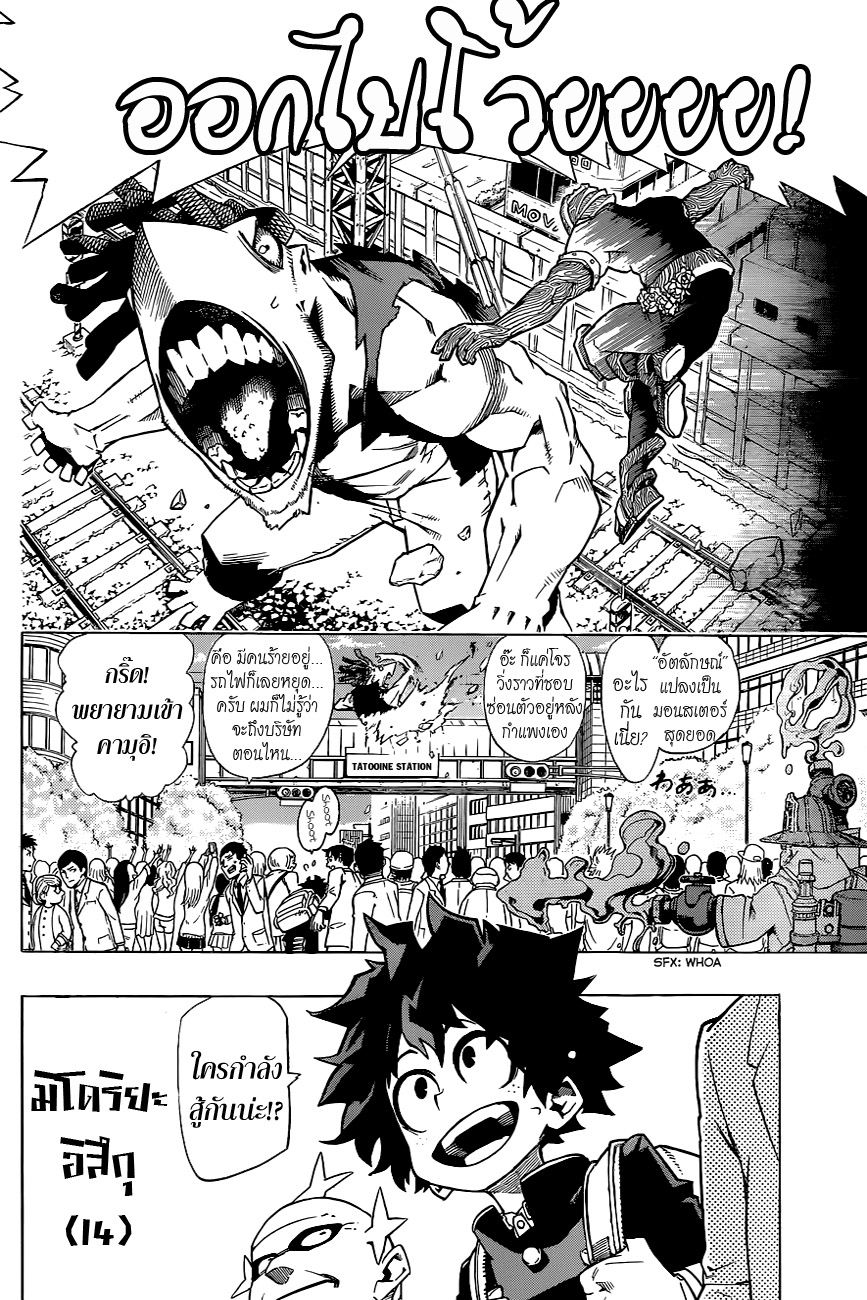 ออกไปโว้ยยยย!
MOV.
"อัตลักษณ์"
แปลงเป็น
มอนสเตอร์
สุดยอด
อะไร
กัน
เนี่ย?
อ๊ะ ก็แค่โจร
วิ่งราวที่ชอบ
ซ่อนตัวอยู่หลัง
กำแพงเอง
คือ มีคนร้ายอยู่...
รถไฟก็เลยหยุด...
ครับ ผมก็ไม่รู้ว่า
จะถึงบริษัท
ตอนไหน...
กรี๊ด!
พยายามเข้า
คามุอิ!
TATOOINE STATION
わあぁ..
SFX: WHOA
ใครกำลัง
สู้กันน่ะ!?
มิโดริยะ
อิสึกุ
(14)